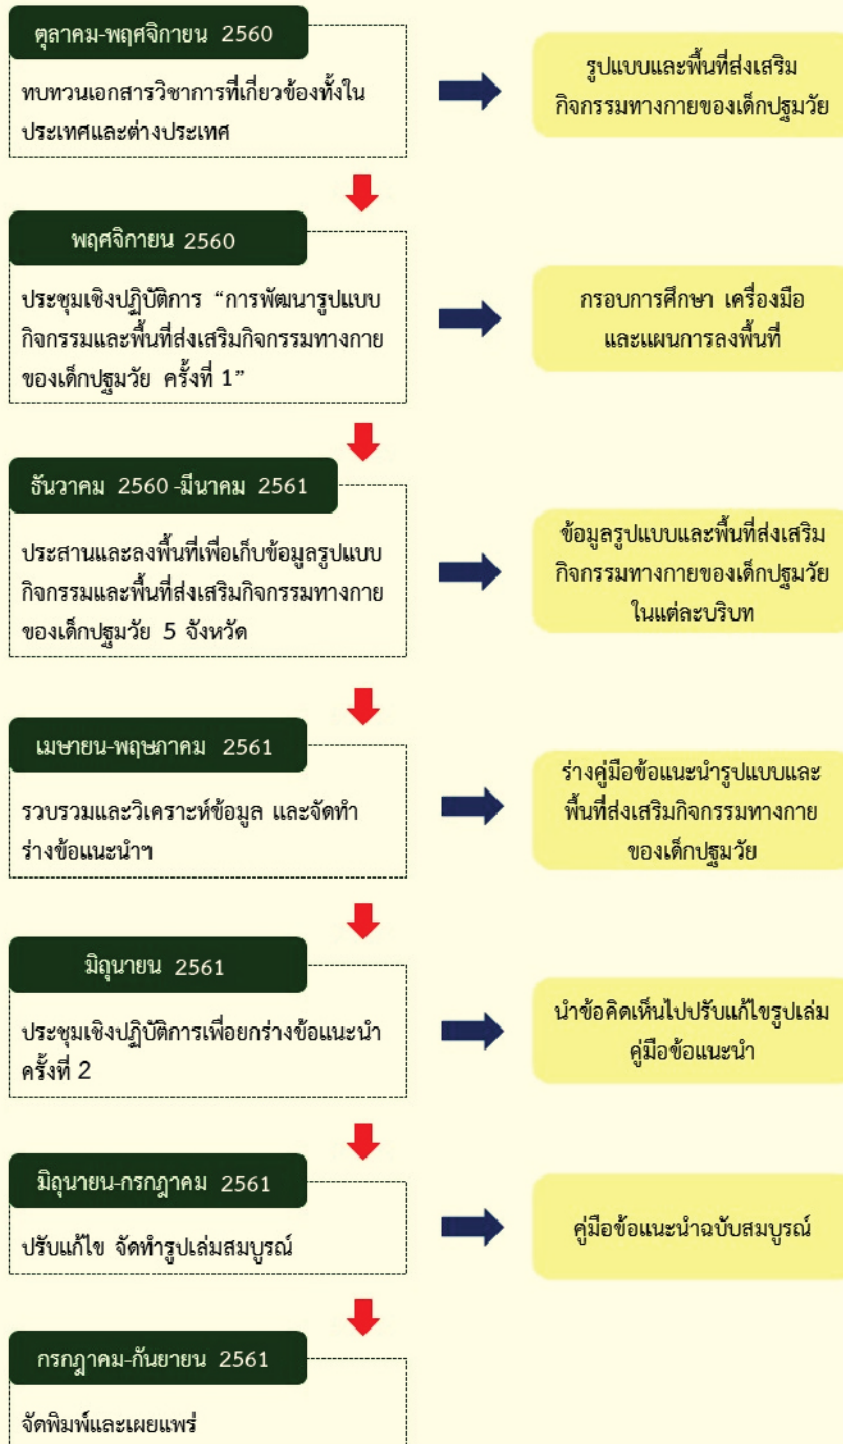 ตุลาคม-พฤศจิกายน 2560
ทบทวนเอกสารวิชาการที่เกี่ยวข้องทั้งใน
ประเทศและต่างประเทศ
รูปแบบและพื้นที่ส่งเสริม
กิจกรรมทางกายของเด็กปฐมวัย
พฤศจิกายน 2560
ประชุมเชิงปฏิบัติการ “การพัฒนารูปแบบ
กิจกรรมและพื้นที่ส่งเสริมกิจกรรมทางกาย
ของเด็กปฐมวัย ครั้งที่ 1”
กรอบการศึกษา เครื่องมือ
และแผนการลงพื้นที่
ธันวาคม 2560 -มีนาคม 2561
ประสานและลงพื้นที่เพื่อเก็บข้อมูลรูปแบบ
กิจกรรมและพื้นที่ส่งเสริมกิจกรรมทางกาย
ของเด็กปฐมวัย 5 จังหวัด
ข้อมูลรูปแบบและพื้นที่ส่งเสริม
กิจกรรมทางกายของเด็กปฐมวัย
ในแต่ละบริบท
เมษายน-พฤษภาคม 2561
รวบรวมและวิเคราะห์ข้อมูล และจัดทำ
ร่างข้อแนะนำฯ
ร่างคู่มือข้อแนะนำรูปแบบและ
พื้นที่ส่งเสริมกิจกรรมทางกาย
ของเด็กปฐมวัย
มิถุนายน 2561
ประชุมเชิงปฏิบัติการเพื่อยกร่างข้อแนะนำ
ครั้งที่ 2
นำข้อคิดเห็นไปปรับแก้ไขรูปเล่ม
คู่มือข้อแนะนำ
มิถุนายน-กรกฎาคม 2561
ปรับแก้ไข จัดทำรูปเล่มสมบูรณ์
คู่มือข้อแนะนำฉบับสมบูรณ์
กรกฎาคม-กันยายน 2561
จัดพิมพ์และเผยแพร่